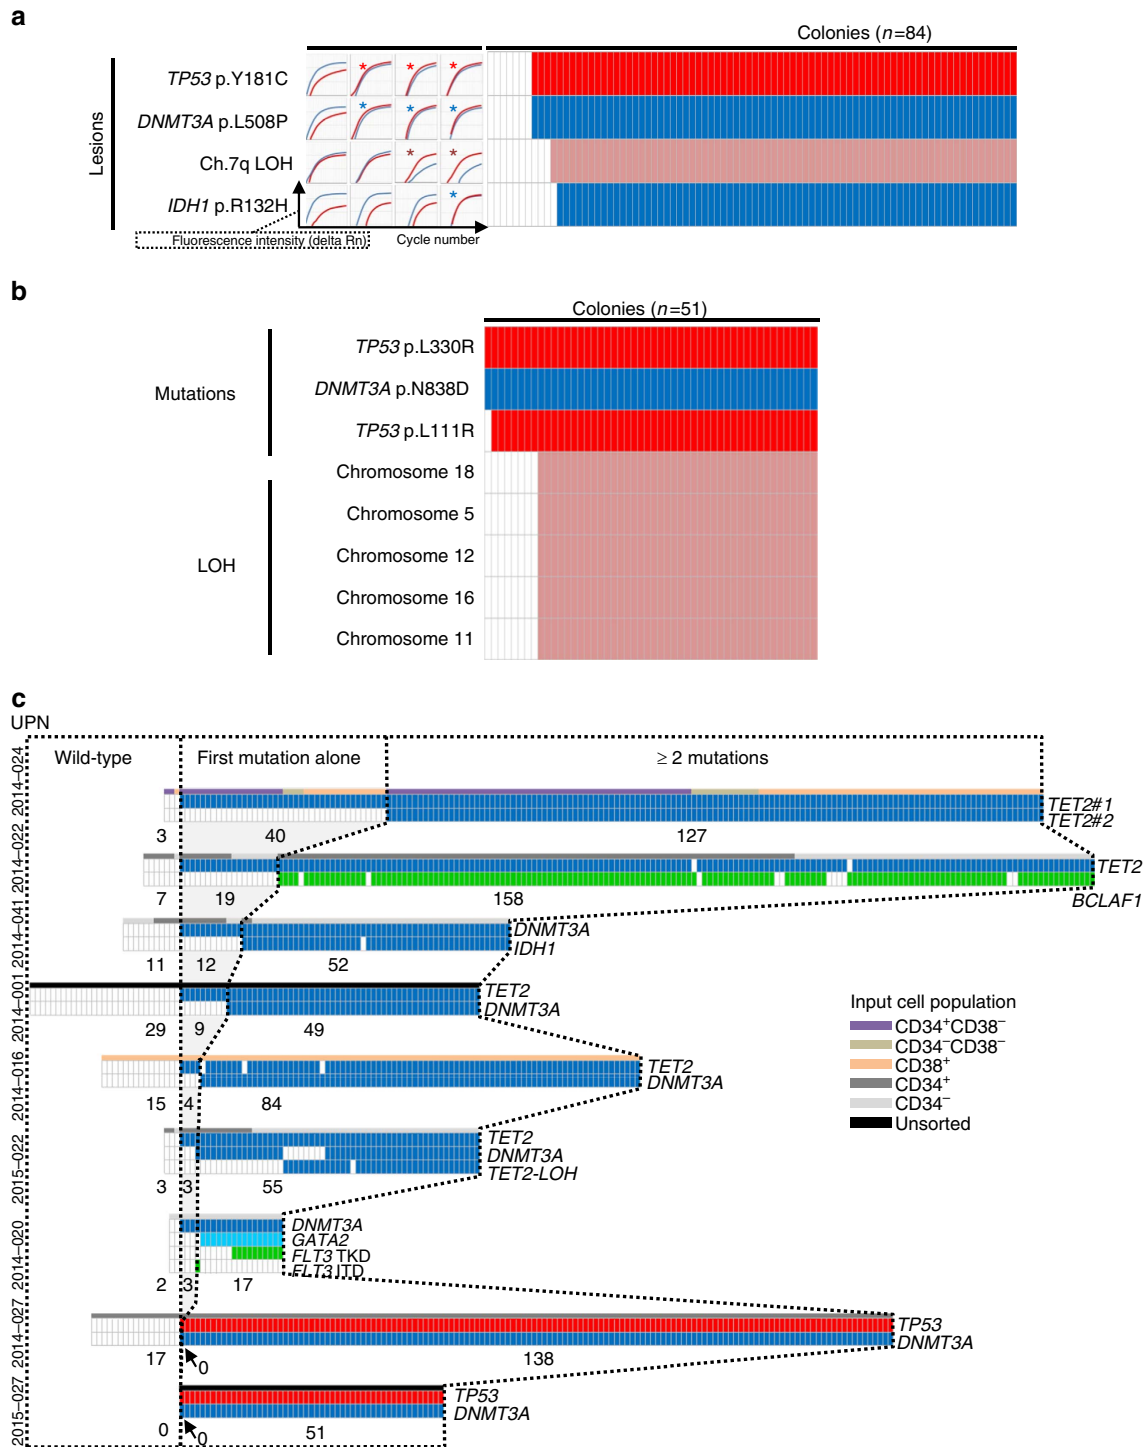 a
Colonies (n=84)
Lesions
TP53 p.Y181C
* * *
DNMT3A p.L508P
* * *
Ch.7q LOH
* *
IDH1 p.R132H
*
Fluorescence intensity (delta Rn)
Cycle number
b
Colonies (n=51)
Mutations
TP53 p.L330R
DNMT3A p.N838D
TP53 p.L111R
LOH
Chromosome 18
Chromosome 5
Chromosome 12
Chromosome 16
Chromosome 11
c
UPN
Wild-type
First mutation alone
≥ 2 mutations
2014–024
TET2#1
TET2#2
3 40 127
2014–022
TET2
BCLAF1
7 19 158
2014–041
DNMT3A
IDH1
11 12 52
2014–001
TET2
DNMT3A
29 9 49
2014–016
TET2
DNMT3A
15 4 84
2015–022
TET2
DNMT3A
TET2-LOH
3 3 55
2014–020
DNMT3A
GATA2
FLT3 TKD
FLT3 ITD
2 3 17
2014–027
TP53
DNMT3A
17 0 138
2015–027
TP53
DNMT3A
0 0 51
Input cell population
CD34⁺CD38⁻
CD34⁻CD38⁻
CD38⁺
CD34⁺
CD34⁻
Unsorted